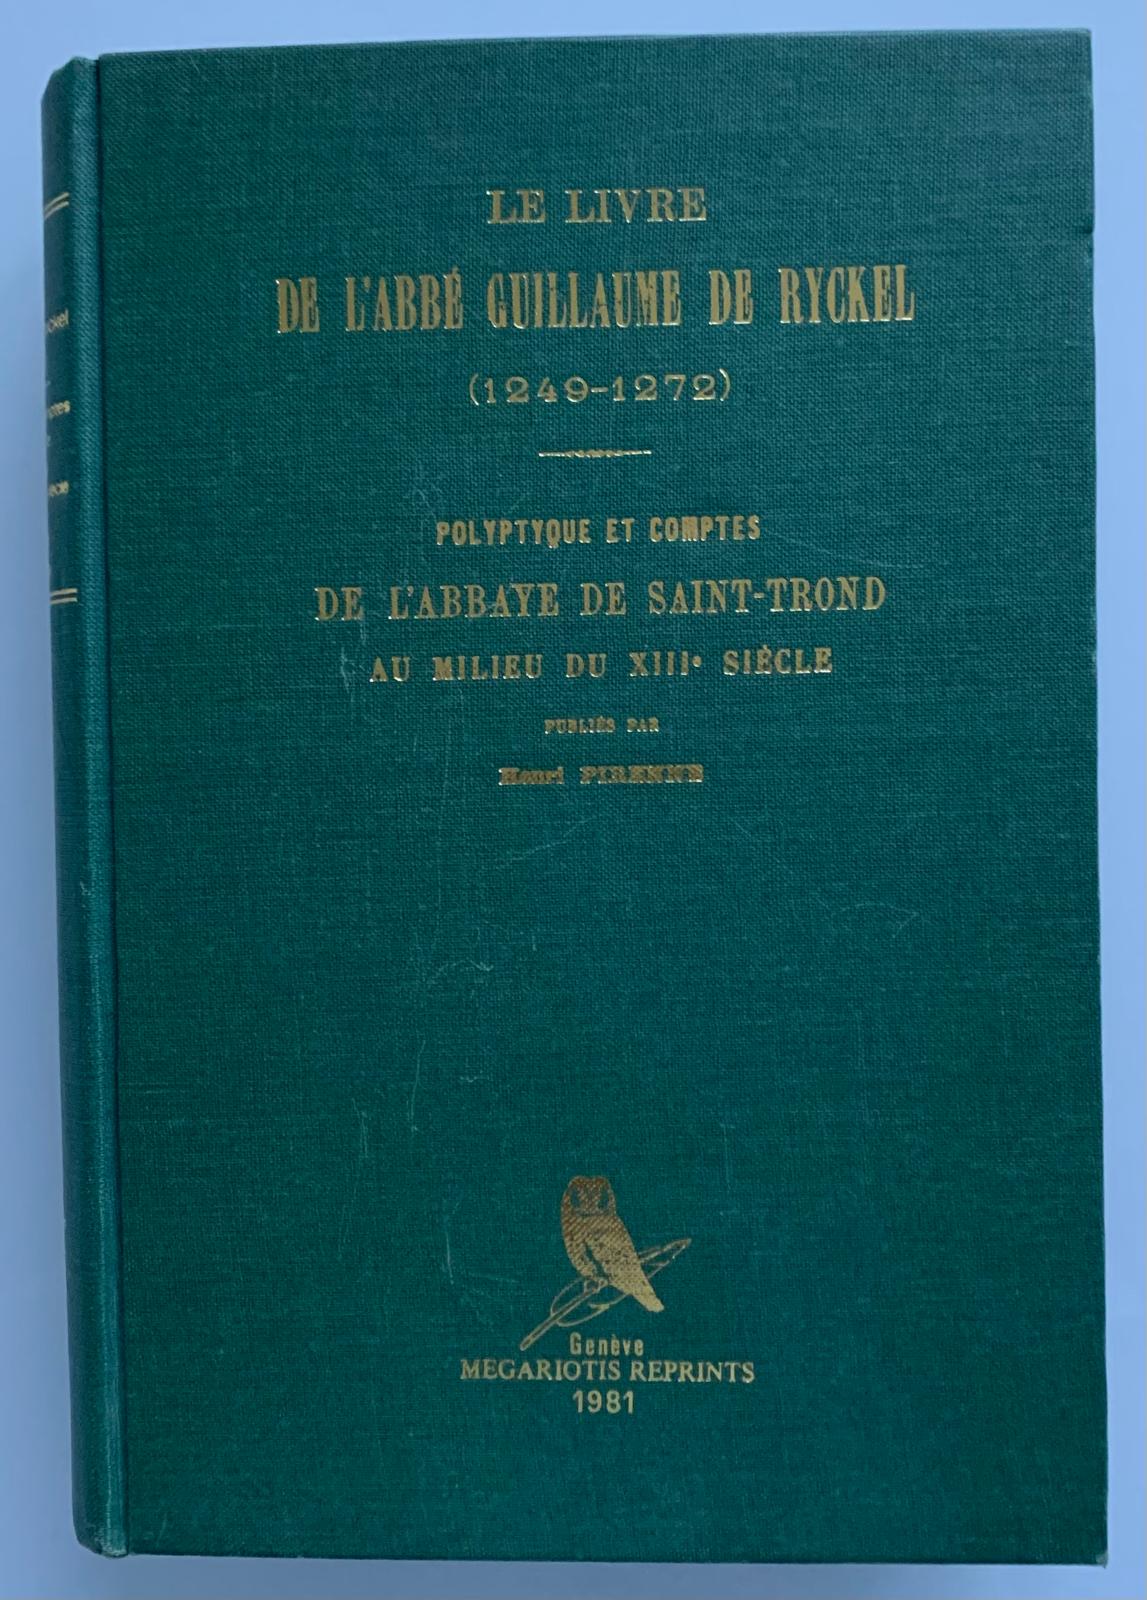 LE LIVRE
DE L'ABBÉ GUILLAUME DE RYCKEL
(1249-1272)
POLYPTYQUE ET COMPTES
DE L'ABBAYE DE SAINT-TROND
AU MILIEU DU XIIIe SIÈCLE
PUBLIÉS PAR
Henri PIRENNE
Genève
MEGARIOTIS REPRINTS
1981